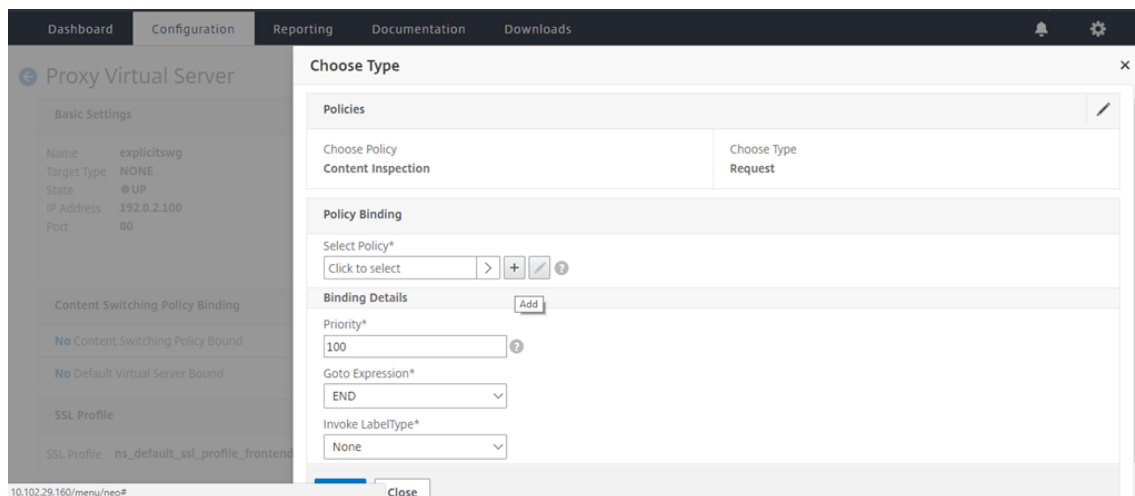 Dashboard Configuration Reporting Documentation Downloads
Proxy Virtual Server
Basic Settings
Name explicitswg
Target Type NONE
State UP
IP Address 192.0.2.100
Port 80
Content Switching Policy Binding
No Content Switching Policy Bound
No Default Virtual Server Bound
SSL Profile
SSL Profile ns_default_ssl_profile_frontend
Choose Type ×
Policies
Choose Policy Choose Type
Content Inspection Request
Policy Binding
Select Policy*
Click to select > + ?
Add
Binding Details
Priority*
100 ?
Goto Expression*
END
Invoke LabelType*
None
Close
10.102.29.160/menu/neo#